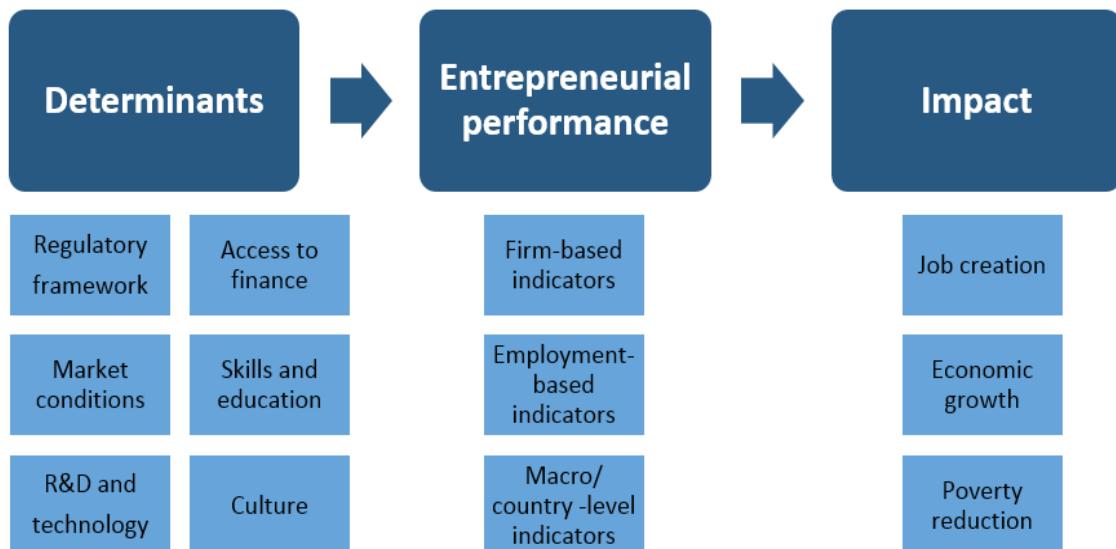 Determinants
Entrepreneurial
performance
Impact
Regulatory
framework
Access to
finance
Firm-based
indicators
Job creation
Market
conditions
Skills and
education
Employment-
based
indicators
Economic
growth
R&D and
technology
Culture
Macro/
country -level
indicators
Poverty
reduction